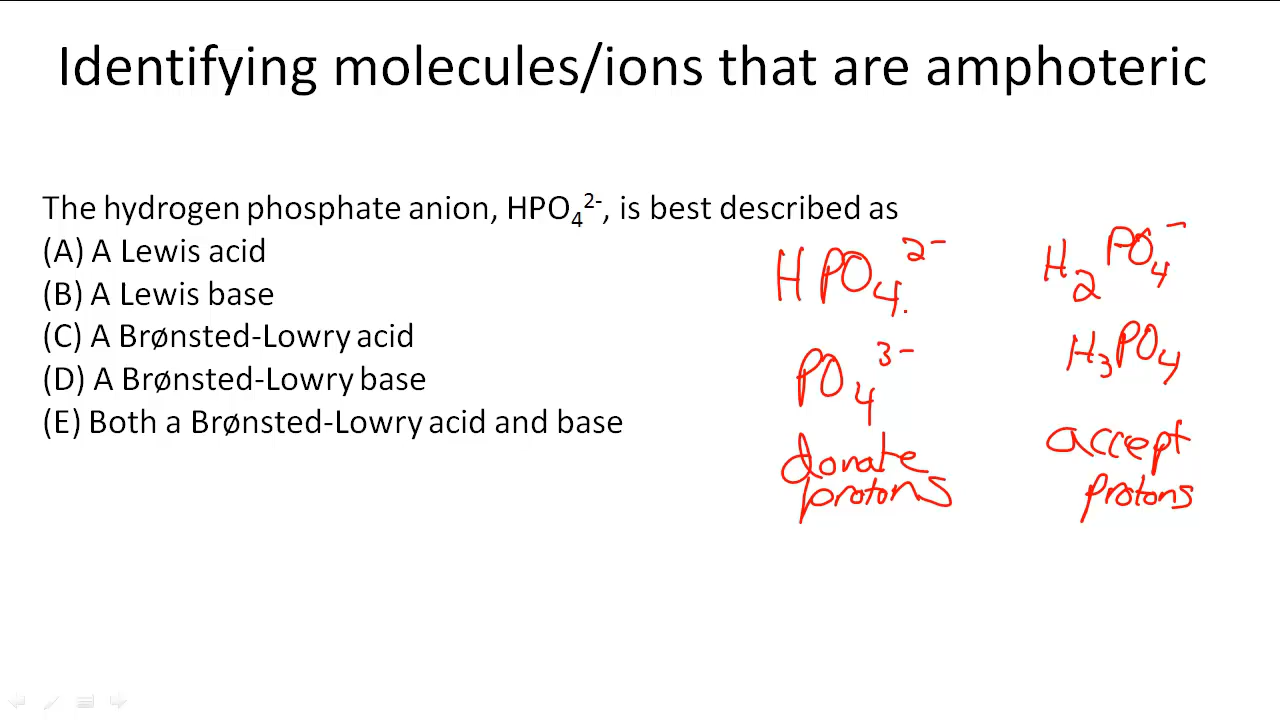 Identifying molecules/ions that are amphoteric
The hydrogen phosphate anion, HPO₄²⁻, is best described as
(A) A Lewis acid
(B) A Lewis base
(C) A Brønsted-Lowry acid
(D) A Brønsted-Lowry base
(E) Both a Brønsted-Lowry acid and base
HPO₄²⁻
PO₄³⁻
donate
protons
H₂PO₄⁻
H₃PO₄
accept
protons